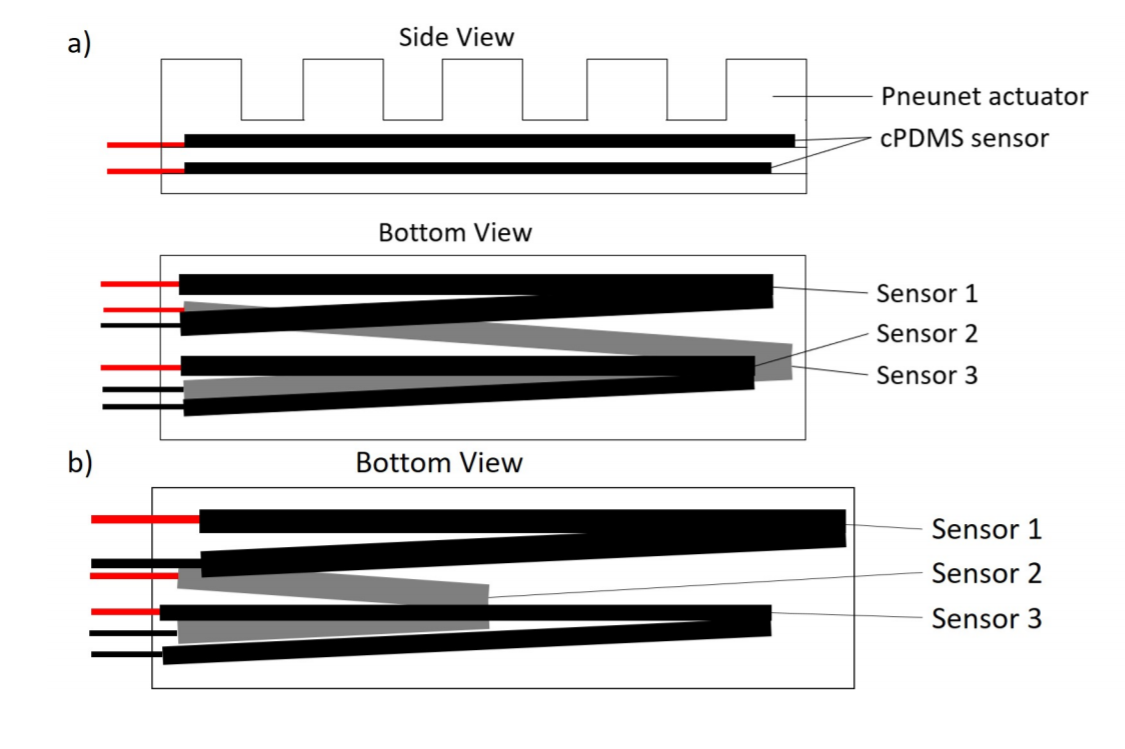 a)
Side View
Pneunet actuator
cPDMS sensor
Bottom View
Sensor 1
Sensor 2
Sensor 3
b)
Bottom View
Sensor 1
Sensor 2
Sensor 3